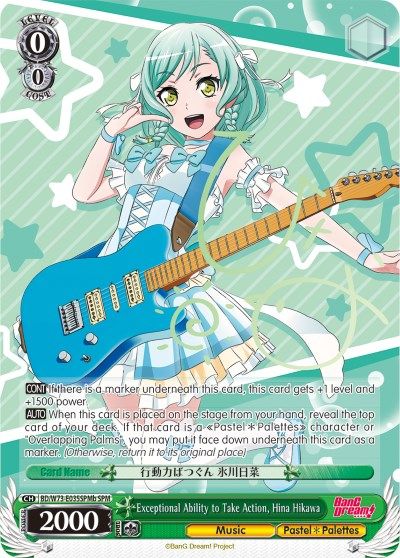 LEVEL
0
0
COST
CONT If there is a marker underneath this card, this card gets +1 level and
+1500 power
AUTO When this card is placed on the stage from your hand, reveal the top
card of your deck. If that card is a «Pastel＊Palettes» character or
"Overlapping Palms", you may put it face down underneath this card as a
marker. (Otherwise, return it to its original place)
Card Name
行動力ばつぐん 氷川日菜
CH BD/W73-E035SPMb SPM
Exceptional Ability to Take Action, Hina Hikawa
BanG Dream!
POWER
2000
Music
Pastel＊Palettes
©BanG Dream! Project